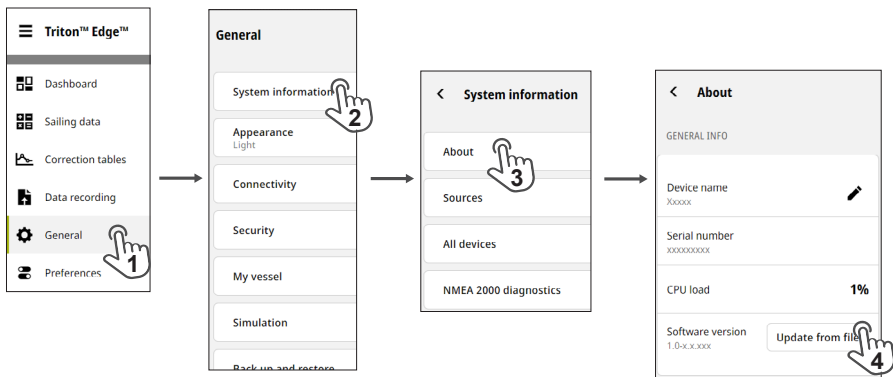 Triton™ Edge™
Dashboard
Sailing data
Correction tables
Data recording
General
Preferences
1
General
System information
2
Appearance
Light
Connectivity
Security
My vessel
Simulation
Back up and restore
System information
About
3
Sources
All devices
NMEA 2000 diagnostics
About
GENERAL INFO
Device name
Xxxxx
Serial number
xxxxxxxxx
CPU load
1%
Software version
1.0-x.x.xxx
Update from file
4